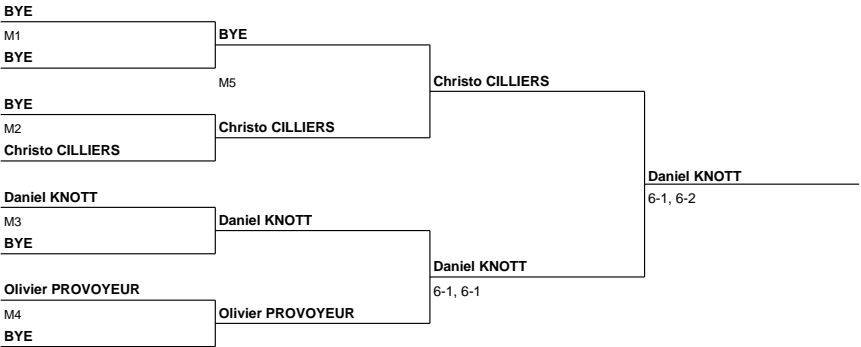 BYE
M1
BYE
BYE
M5
BYE
M2
Christo CILLIERS
Christo CILLIERS
Christo CILLIERS
Daniel KNOTT
M3
BYE
Daniel KNOTT
Olivier PROVOYEUR
M4
BYE
Olivier PROVOYEUR
Daniel KNOTT
6-1, 6-1
Daniel KNOTT
6-1, 6-2